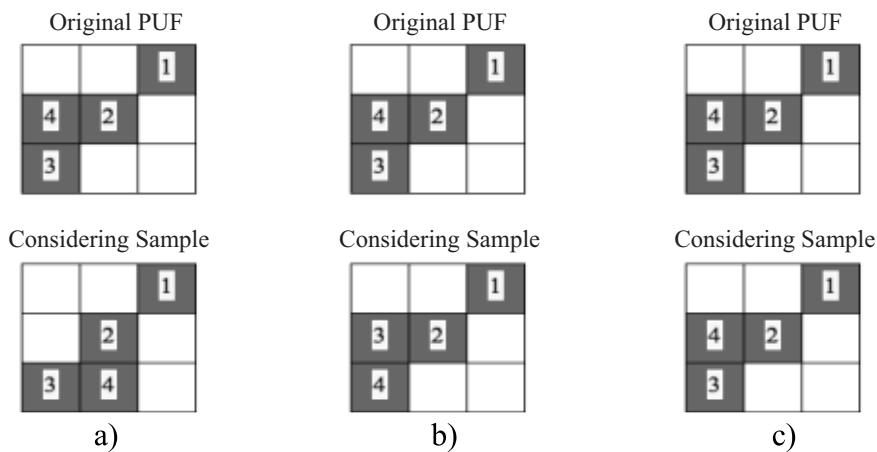 Original PUF Original PUF Original PUF
1 1 1
4 2 4 2 4 2
3 3 3
Considering Sample Considering Sample Considering Sample
1 1 1
2 3 2 4 2
3 4 4 3
a) b) c)